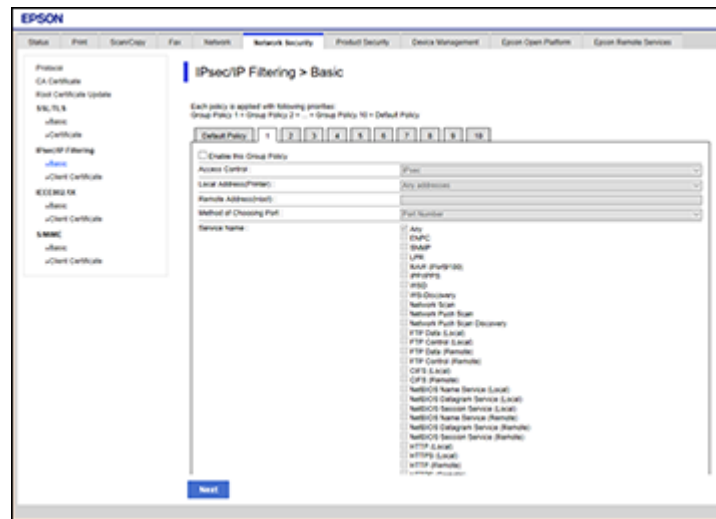 EPSON
Status Print Scan/Copy Fax Network Network Security Product Security Device Management Epson Open Platform Epson Remote Services
Protocol
CA Certificate
Root Certificate Update
SSL/TLS
»Basic
»Certificate
IPsec/IP Filtering
»Basic
»Client Certificate
IEEE802.1X
»Basic
»Client Certificate
S/MIME
»Basic
»Client Certificate
IPsec/IP Filtering > Basic
Each policy is applied with following priorities:
Group Policy 1 > Group Policy 2 > ... > Group Policy 10 > Default Policy
Default Policy 1 2 3 4 5 6 7 8 9 10
Enable this Group Policy
Access Control : IPsec
Local Address(Printer) : Any addresses
Remote Address(Host) :
Method of Choosing Port : Port Number
Service Name : Any
ENPC
SNMP
LPR
RAW (Port9100)
IPP/IPPS
WSD
WS-Discovery
Network Scan
Network Push Scan
Network Push Scan Discovery
FTP Data (Local)
FTP Control (Local)
FTP Data (Remote)
FTP Control (Remote)
CIFS (Local)
CIFS (Remote)
NetBIOS Name Service (Local)
NetBIOS Datagram Service (Local)
NetBIOS Session Service (Local)
NetBIOS Name Service (Remote)
NetBIOS Datagram Service (Remote)
NetBIOS Session Service (Remote)
HTTP (Local)
HTTPS (Local)
HTTP (Remote)
HTTPS (Remote)
Next